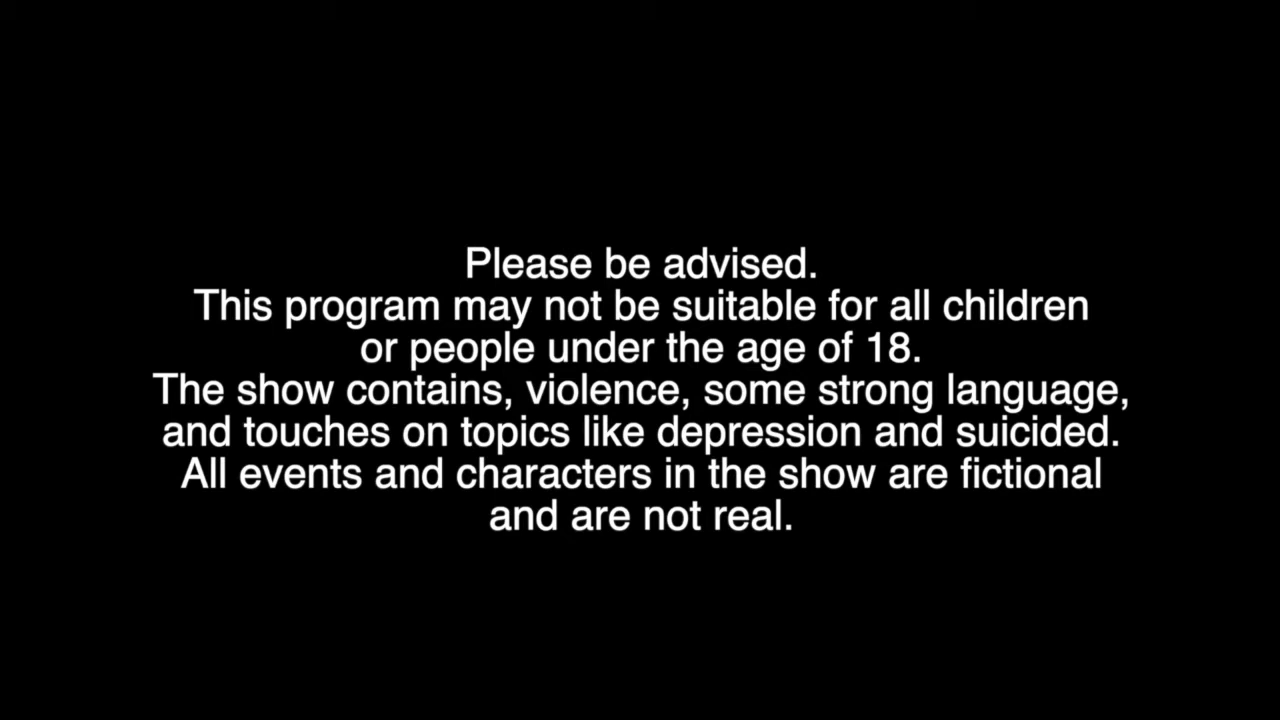 Please be advised.
This program may not be suitable for all children
or people under the age of 18.
The show contains, violence, some strong language,
and touches on topics like depression and suicided.
All events and characters in the show are fictional
and are not real.